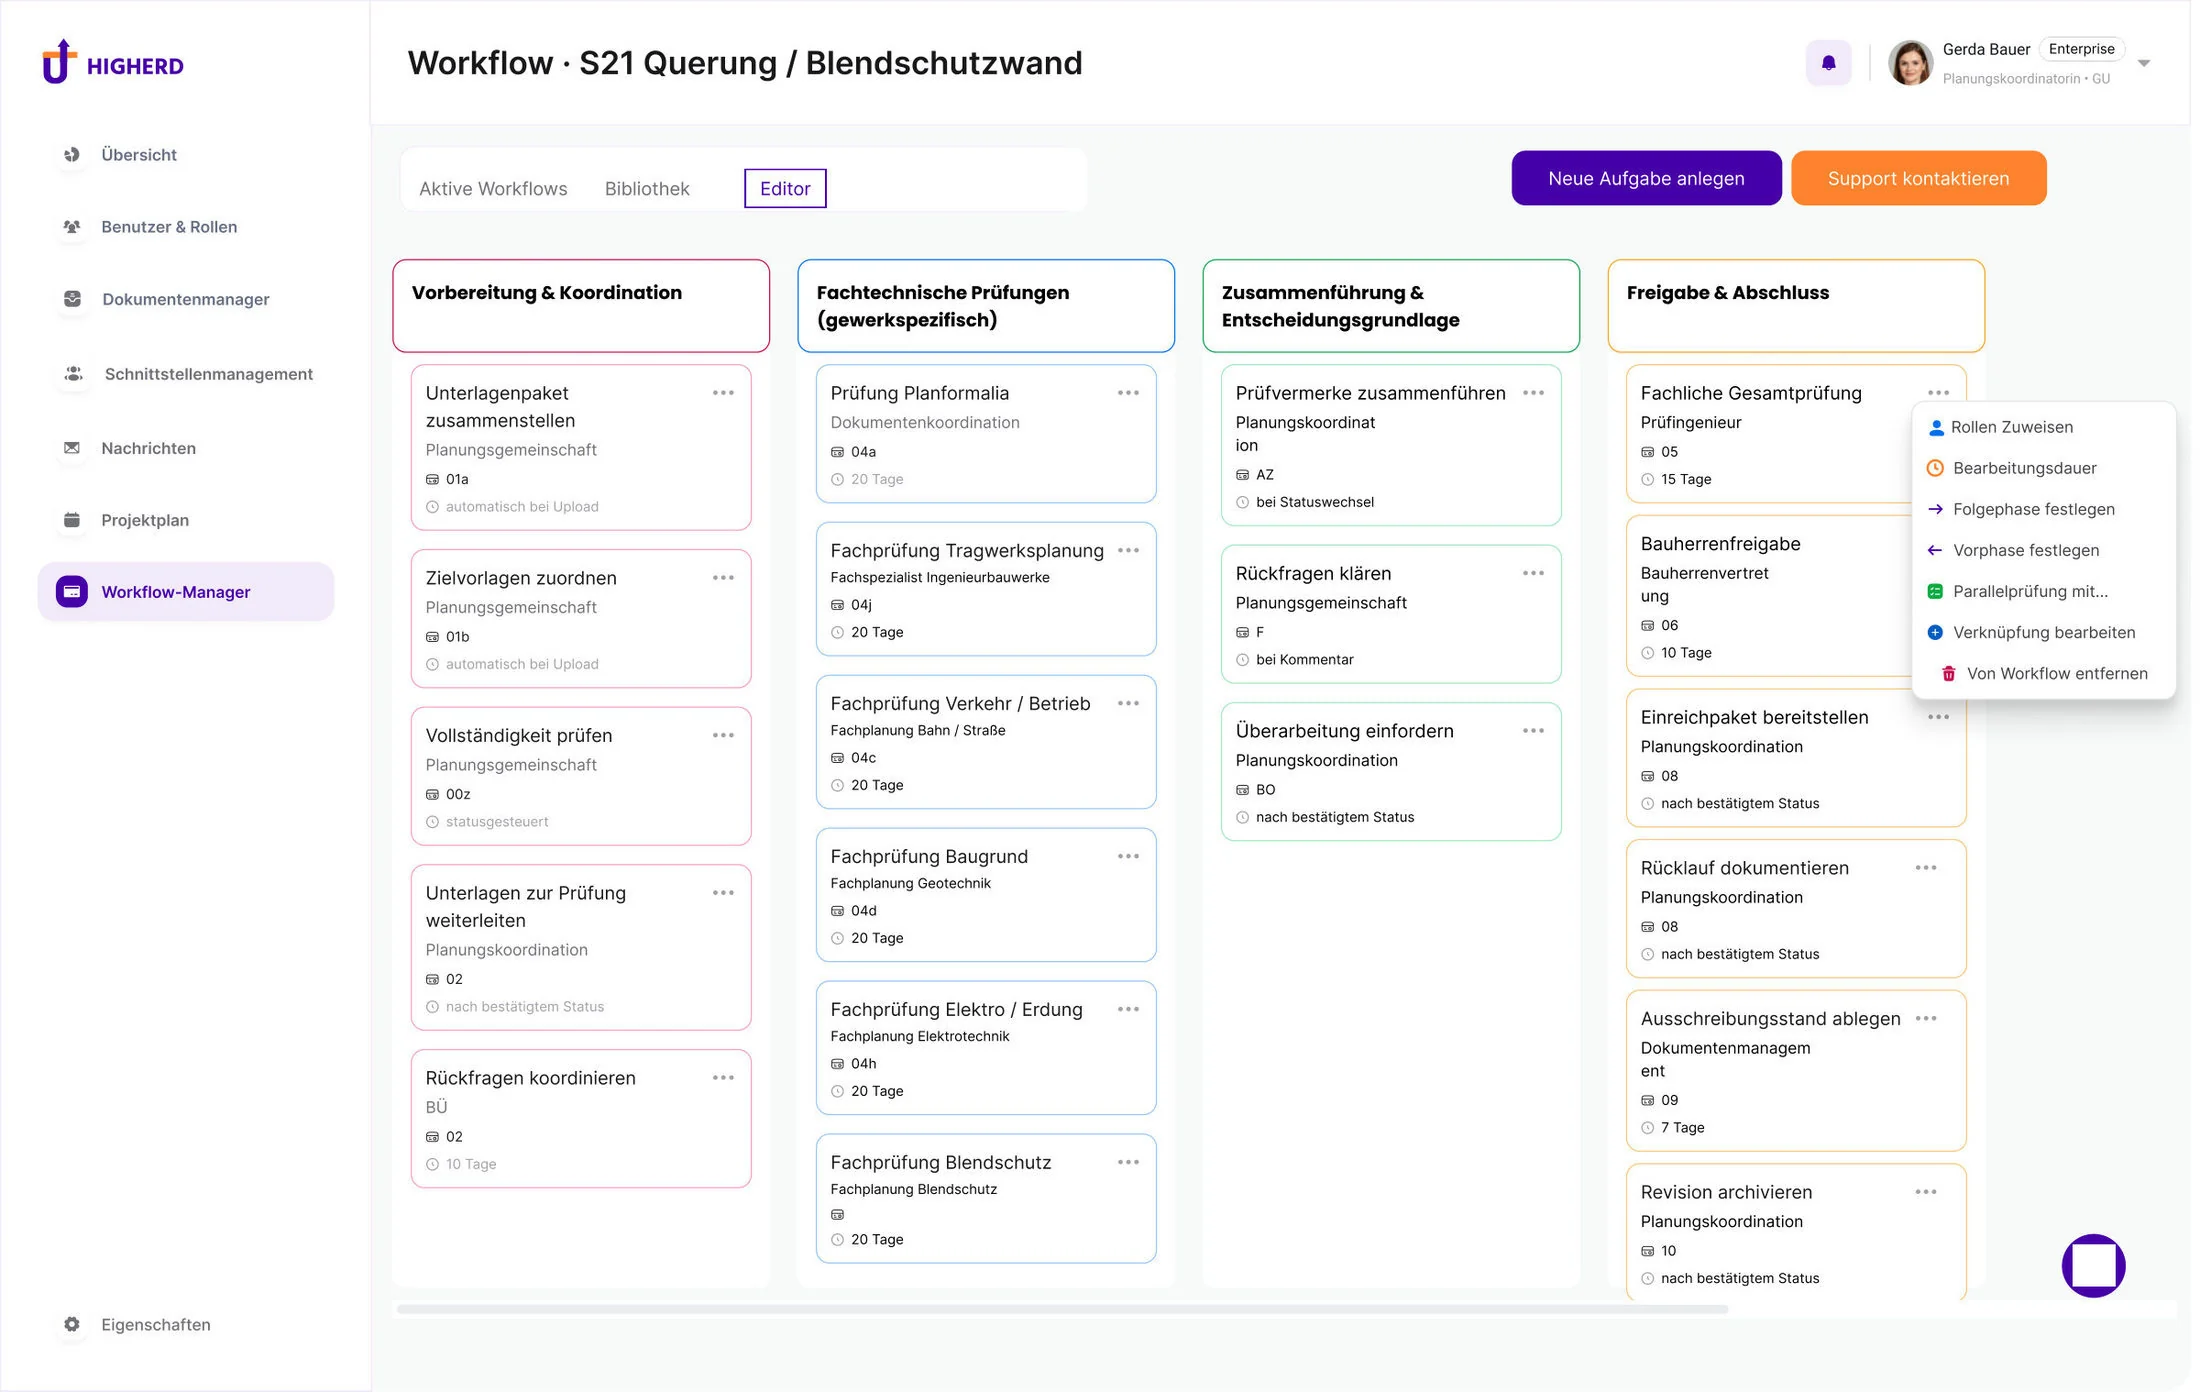 HIGHERD
Workflow · S21 Querung / Blendschutzwand
Gerda Bauer
Enterprise
Planungskoordinatorin • GU
Übersicht
Benutzer & Rollen
Dokumentenmanager
Schnittstellenmanagement
Nachrichten
Projektplan
Workflow-Manager
Eigenschaften
Aktive Workflows
Bibliothek
Editor
Neue Aufgabe anlegen
Support kontaktieren
Vorbereitung & Koordination
Unterlagenpaket
zusammenstellen
Planungsgemeinschaft
01a
automatisch bei Upload
Zielvorlagen zuordnen
Planungsgemeinschaft
01b
automatisch bei Upload
Vollständigkeit prüfen
Planungsgemeinschaft
00z
statusgesteuert
Unterlagen zur Prüfung
weiterleiten
Planungskoordination
02
nach bestätigtem Status
Rückfragen koordinieren
BÜ
02
10 Tage
Fachtechnische Prüfungen
(gewerkspezifisch)
Prüfung Planformalia
Dokumentenkoordination
04a
20 Tage
Fachprüfung Tragwerksplanung
Fachspezialist Ingenieurbauwerke
04j
20 Tage
Fachprüfung Verkehr / Betrieb
Fachplanung Bahn / Straße
04c
20 Tage
Fachprüfung Baugrund
Fachplanung Geotechnik
04d
20 Tage
Fachprüfung Elektro / Erdung
Fachplanung Elektrotechnik
04h
20 Tage
Fachprüfung Blendschutz
Fachplanung Blendschutz
20 Tage
Zusammenführung &
Entscheidungsgrundlage
Prüfvermerke zusammenführen
Planungskoordinat
ion
AZ
bei Statuswechsel
Rückfragen klären
Planungsgemeinschaft
F
bei Kommentar
Überarbeitung einfordern
Planungskoordination
BO
nach bestätigtem Status
Freigabe & Abschluss
Fachliche Gesamtprüfung
Prüfingenieur
05
15 Tage
Bauherrenfreigabe
Bauherrenvertret
ung
06
10 Tage
Einreichpaket bereitstellen
Planungskoordination
08
nach bestätigtem Status
Rücklauf dokumentieren
Planungskoordination
08
nach bestätigtem Status
Ausschreibungsstand ablegen
Dokumentenmanagem
ent
09
7 Tage
Revision archivieren
Planungskoordination
10
nach bestätigtem Status
Rollen Zuweisen
Bearbeitungsdauer
Folgephase festlegen
Vorphase festlegen
Parallelprüfung mit...
Verknüpfung bearbeiten
Von Workflow entfernen